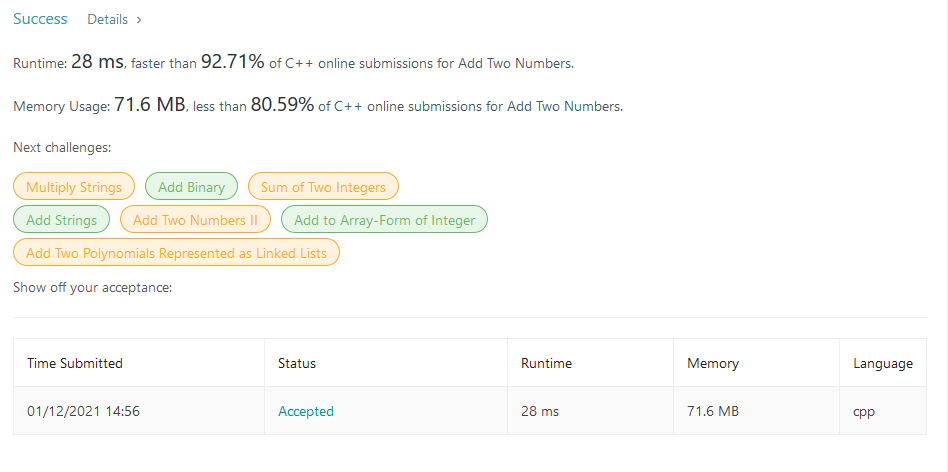 Success Details >
Runtime: 28 ms, faster than 92.71% of C++ online submissions for Add Two Numbers.
Memory Usage: 71.6 MB, less than 80.59% of C++ online submissions for Add Two Numbers.
Next challenges:
Multiply Strings Add Binary Sum of Two Integers
Add Strings Add Two Numbers II Add to Array-Form of Integer
Add Two Polynomials Represented as Linked Lists
Show off your acceptance:
Time Submitted Status Runtime Memory Language
01/12/2021 14:56 Accepted 28 ms 71.6 MB cpp